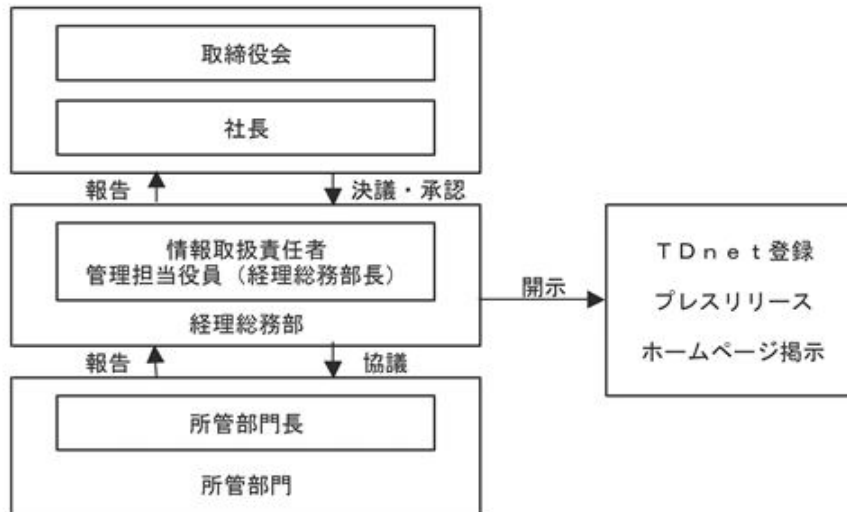 取締役会
社長
報告
決議・承認
情報取扱責任者
管理担当役員（経理総務部長）
経理総務部
開示
ＴＤｎｅｔ登録
プレスリリース
ホームページ掲示
報告
協議
所管部門長
所管部門